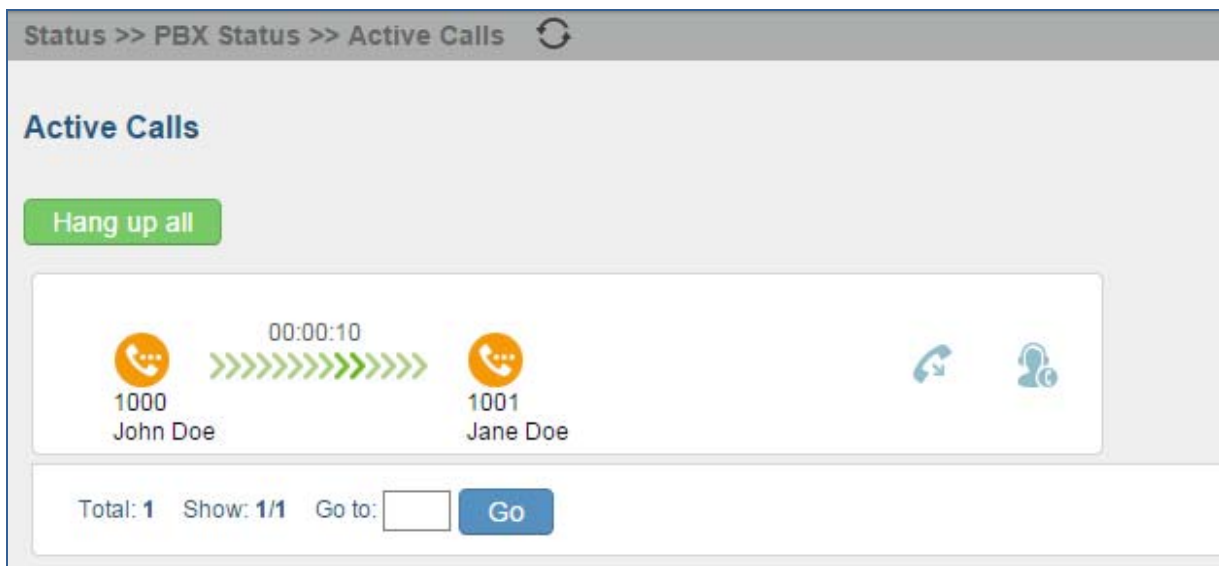 Status >> PBX Status >> Active Calls
Active Calls
Hang up all
00:00:10
1000
John Doe
1001
Jane Doe
Total: 1 Show: 1/1 Go to: Go